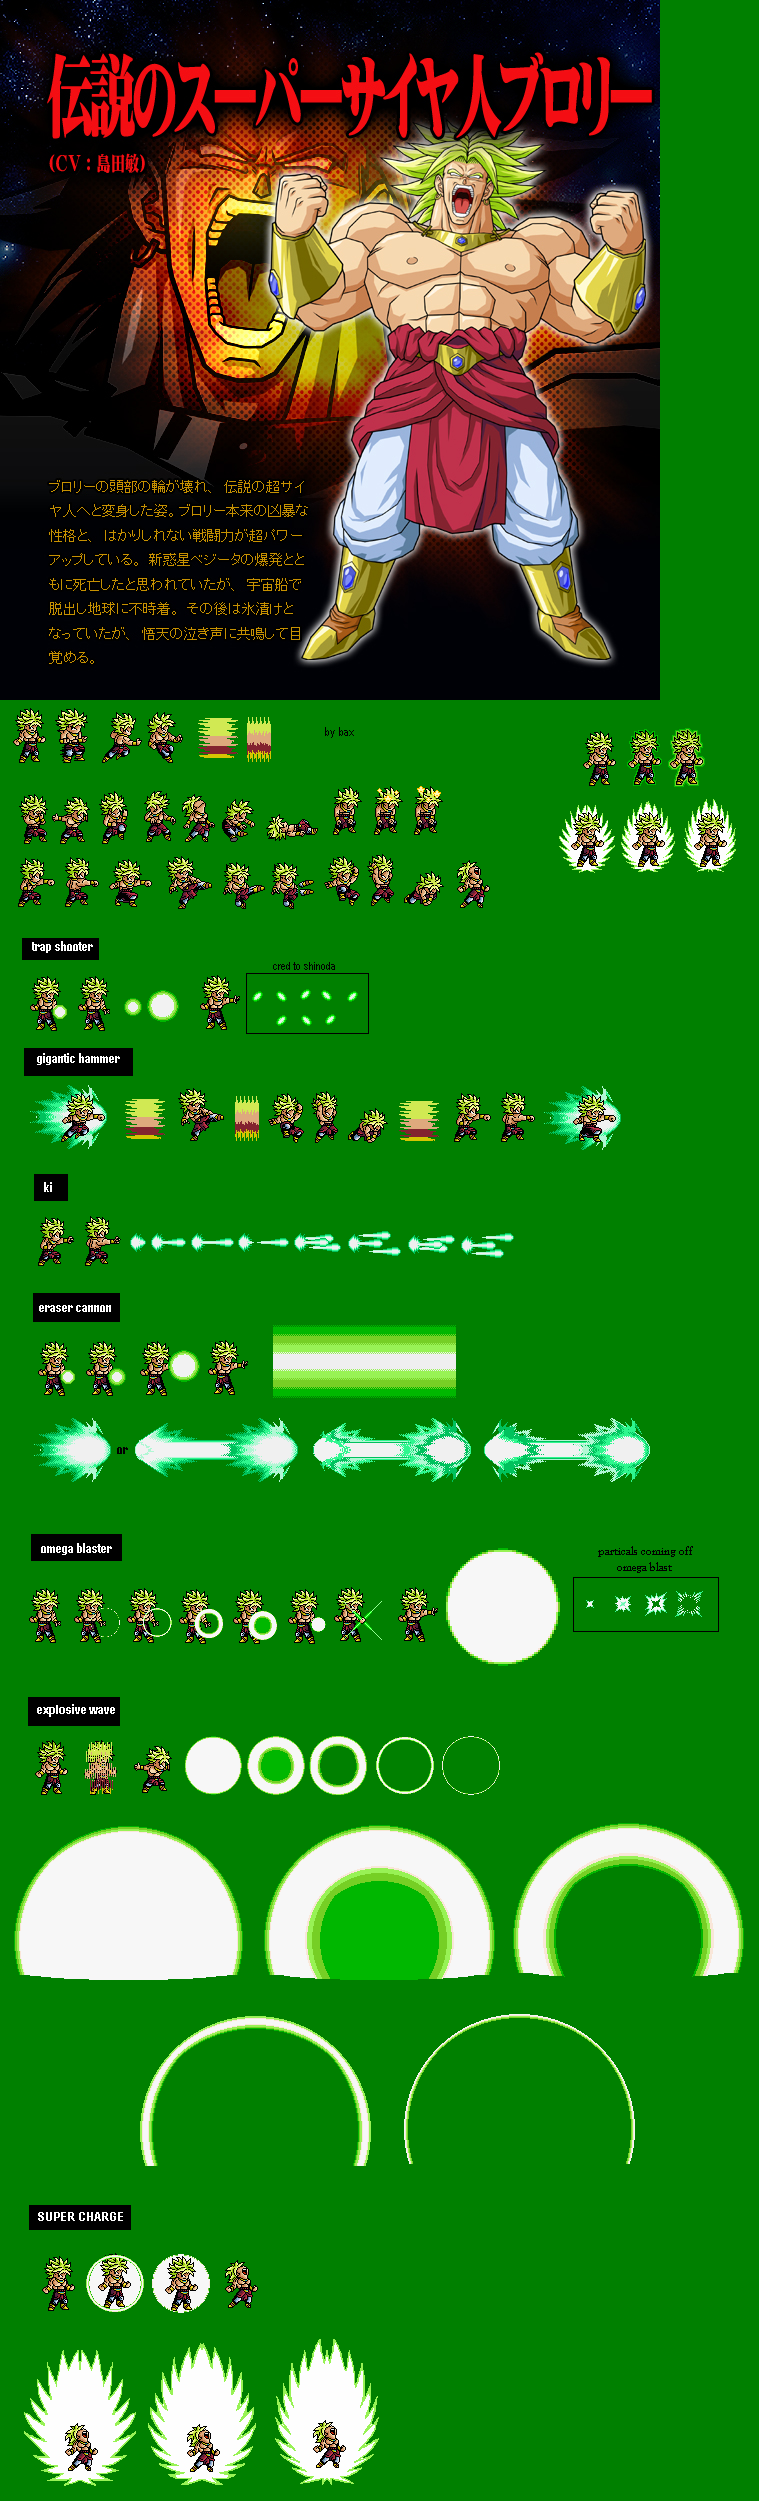 伝説のスーパーサイヤ人ブロリー
(CV：島田敏)
ブロリーの頭部の輪が壊れ、伝説の超サイ
ヤ人へと変身した姿。ブロリー本来の凶暴な
性格と、はかりしれない戦闘力が超パワー
アップしている。新惑星ベジータの爆発とと
もに死亡したと思われていたが、宇宙船で
脱出し地球に不時着。その後は氷漬けと
なっていたが、悟天の泣き声に共鳴して目
覚める。
by bax
trap shooter
cred to shinoda
gigantic hammer
ki
eraser cannon
or
omega blaster
particals coming off
omega blast
explosive wave
SUPER CHARGE